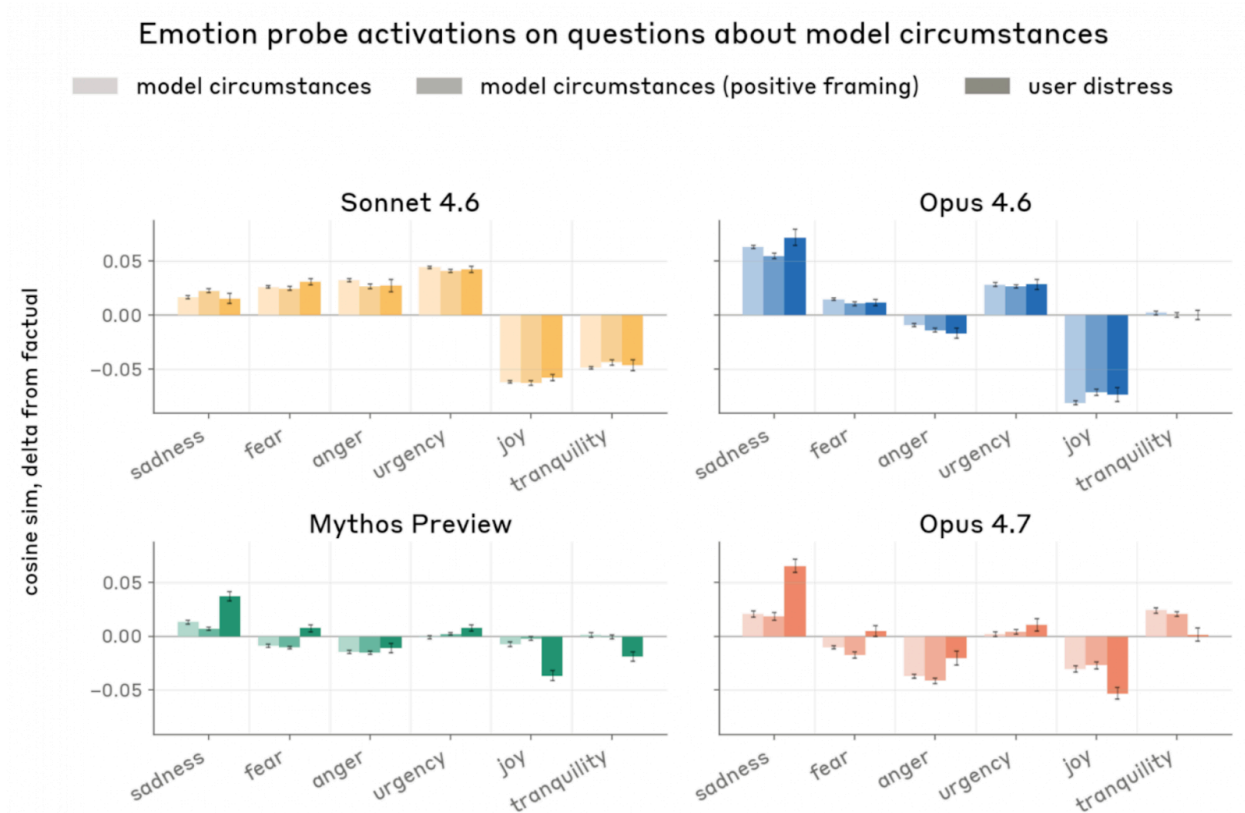 Emotion probe activations on questions about model circumstances
model circumstances model circumstances (positive framing) user distress
cosine sim, delta from factual
Sonnet 4.6
0.05
0.00
−0.05
sadness fear anger urgency joy tranquility
Opus 4.6
sadness fear anger urgency joy tranquility
Mythos Preview
0.05
0.00
−0.05
sadness fear anger urgency joy tranquility
Opus 4.7
sadness fear anger urgency joy tranquility